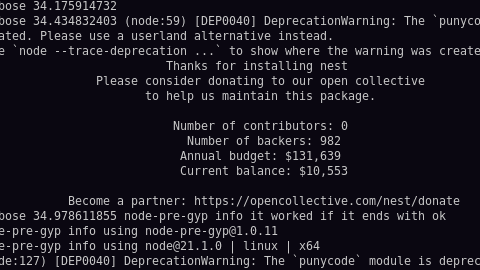 bose 34.175914732
bose 34.434832403 (node:59) [DEP0040] DeprecationWarning: The `punyco
ated. Please use a userland alternative instead.
e `node --trace-deprecation ...` to show where the warning was create
Thanks for installing nest
Please consider donating to our open collective
to help us maintain this package.
Number of contributors: 0
Number of backers: 982
Annual budget: $131,639
Current balance: $10,553
Become a partner: https://opencollective.com/nest/donate
bose 34.978611855 node-pre-gyp info it worked if it ends with ok
e-pre-gyp info using node-pre-gyp@1.0.11
e-pre-gyp info using node@21.1.0 | linux | x64
de:127) [DEP0040] DeprecationWarning: The `punycode` module is deprec